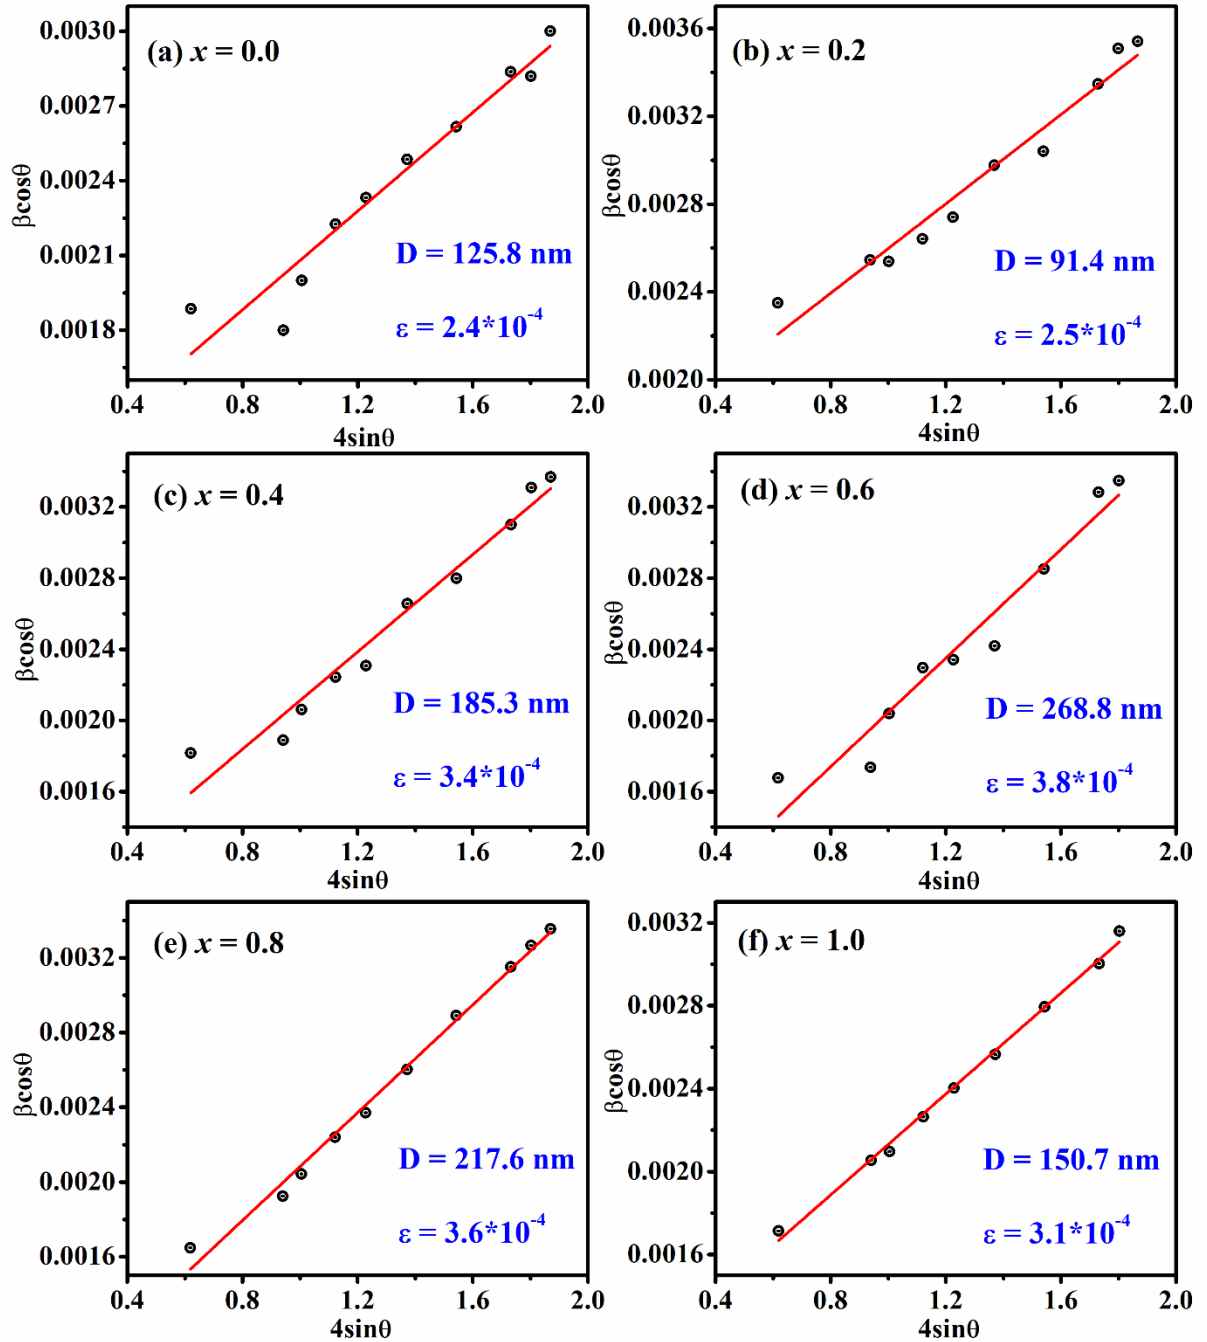 (a) x = 0.0
0.0030
0.0027
0.0024
0.0021
0.0018
βcosθ
D = 125.8 nm
ε = 2.4*10⁻⁴
0.4 0.8 1.2 1.6 2.0
4sinθ
(b) x = 0.2
0.0036
0.0032
0.0028
0.0024
0.0020
βcosθ
D = 91.4 nm
ε = 2.5*10⁻⁴
0.4 0.8 1.2 1.6 2.0
4sinθ
(c) x = 0.4
0.0032
0.0028
0.0024
0.0020
0.0016
βcosθ
D = 185.3 nm
ε = 3.4*10⁻⁴
0.4 0.8 1.2 1.6 2.0
4sinθ
(d) x = 0.6
0.0032
0.0028
0.0024
0.0020
0.0016
βcosθ
D = 268.8 nm
ε = 3.8*10⁻⁴
0.4 0.8 1.2 1.6 2.0
4sinθ
(e) x = 0.8
0.0032
0.0028
0.0024
0.0020
0.0016
βcosθ
D = 217.6 nm
ε = 3.6*10⁻⁴
0.4 0.8 1.2 1.6 2.0
4sinθ
(f) x = 1.0
0.0032
0.0028
0.0024
0.0020
0.0016
βcosθ
D = 150.7 nm
ε = 3.1*10⁻⁴
0.4 0.8 1.2 1.6 2.0
4sinθ